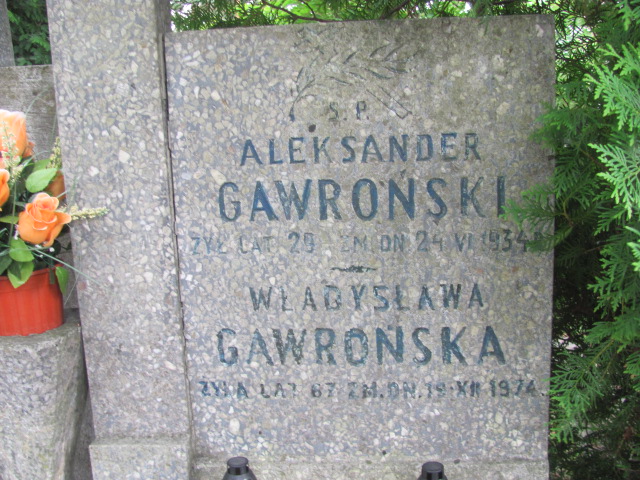 Ś.P.
ALEKSANDER
GAWROŃSKI
ŻYŁ LAT 29 ZM. DN. 24 VI 1934
WŁADYSŁAWA
GAWROŃSKA
ŻYŁA LAT 67 ZM. DN. 19 XII 1974